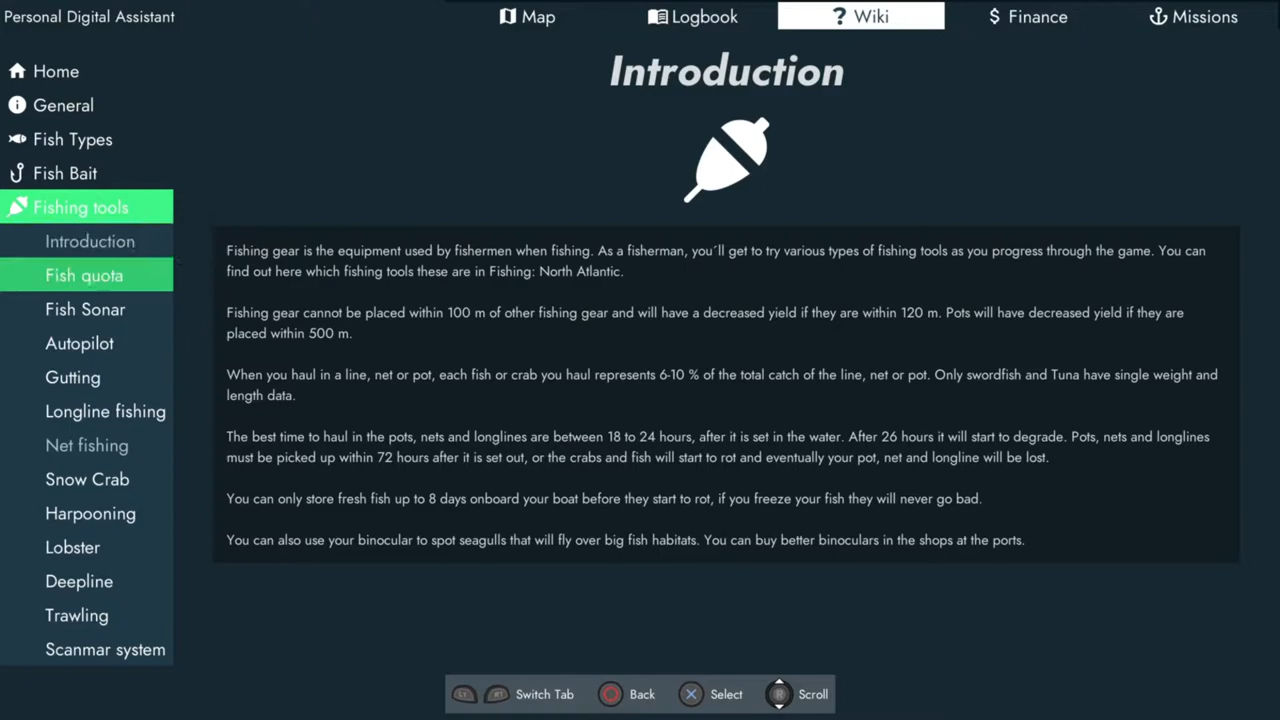 Personal Digital Assistant
Map
Logbook
? Wiki
$ Finance
Missions
Home
General
Fish Types
Fish Bait
Fishing tools
Introduction
Fish quota
Fish Sonar
Autopilot
Gutting
Longline fishing
Net fishing
Snow Crab
Harpooning
Lobster
Deepline
Trawling
Scanmar system
Introduction
Fishing gear is the equipment used by fishermen when fishing. As a fisherman, you´ll get to try various types of fishing tools as you progress through the game. You can
find out here which fishing tools these are in Fishing: North Atlantic.
Fishing gear cannot be placed within 100 m of other fishing gear and will have a decreased yield if they are within 120 m. Pots will have decreased yield if they are
placed within 500 m.
When you haul in a line, net or pot, each fish or crab you haul represents 6-10 % of the total catch of the line, net or pot. Only swordfish and Tuna have single weight and
length data.
The best time to haul in the pots, nets and longlines are between 18 to 24 hours, after it is set in the water. After 26 hours it will start to degrade. Pots, nets and longlines
must be picked up within 72 hours after it is set out, or the crabs and fish will start to rot and eventually your pot, net and longline will be lost.
You can only store fresh fish up to 8 days onboard your boat before they start to rot, if you freeze your fish they will never go bad.
You can also use your binocular to spot seagulls that will fly over big fish habitats. You can buy better binoculars in the shops at the ports.
Switch Tab
Back
Select
R Scroll